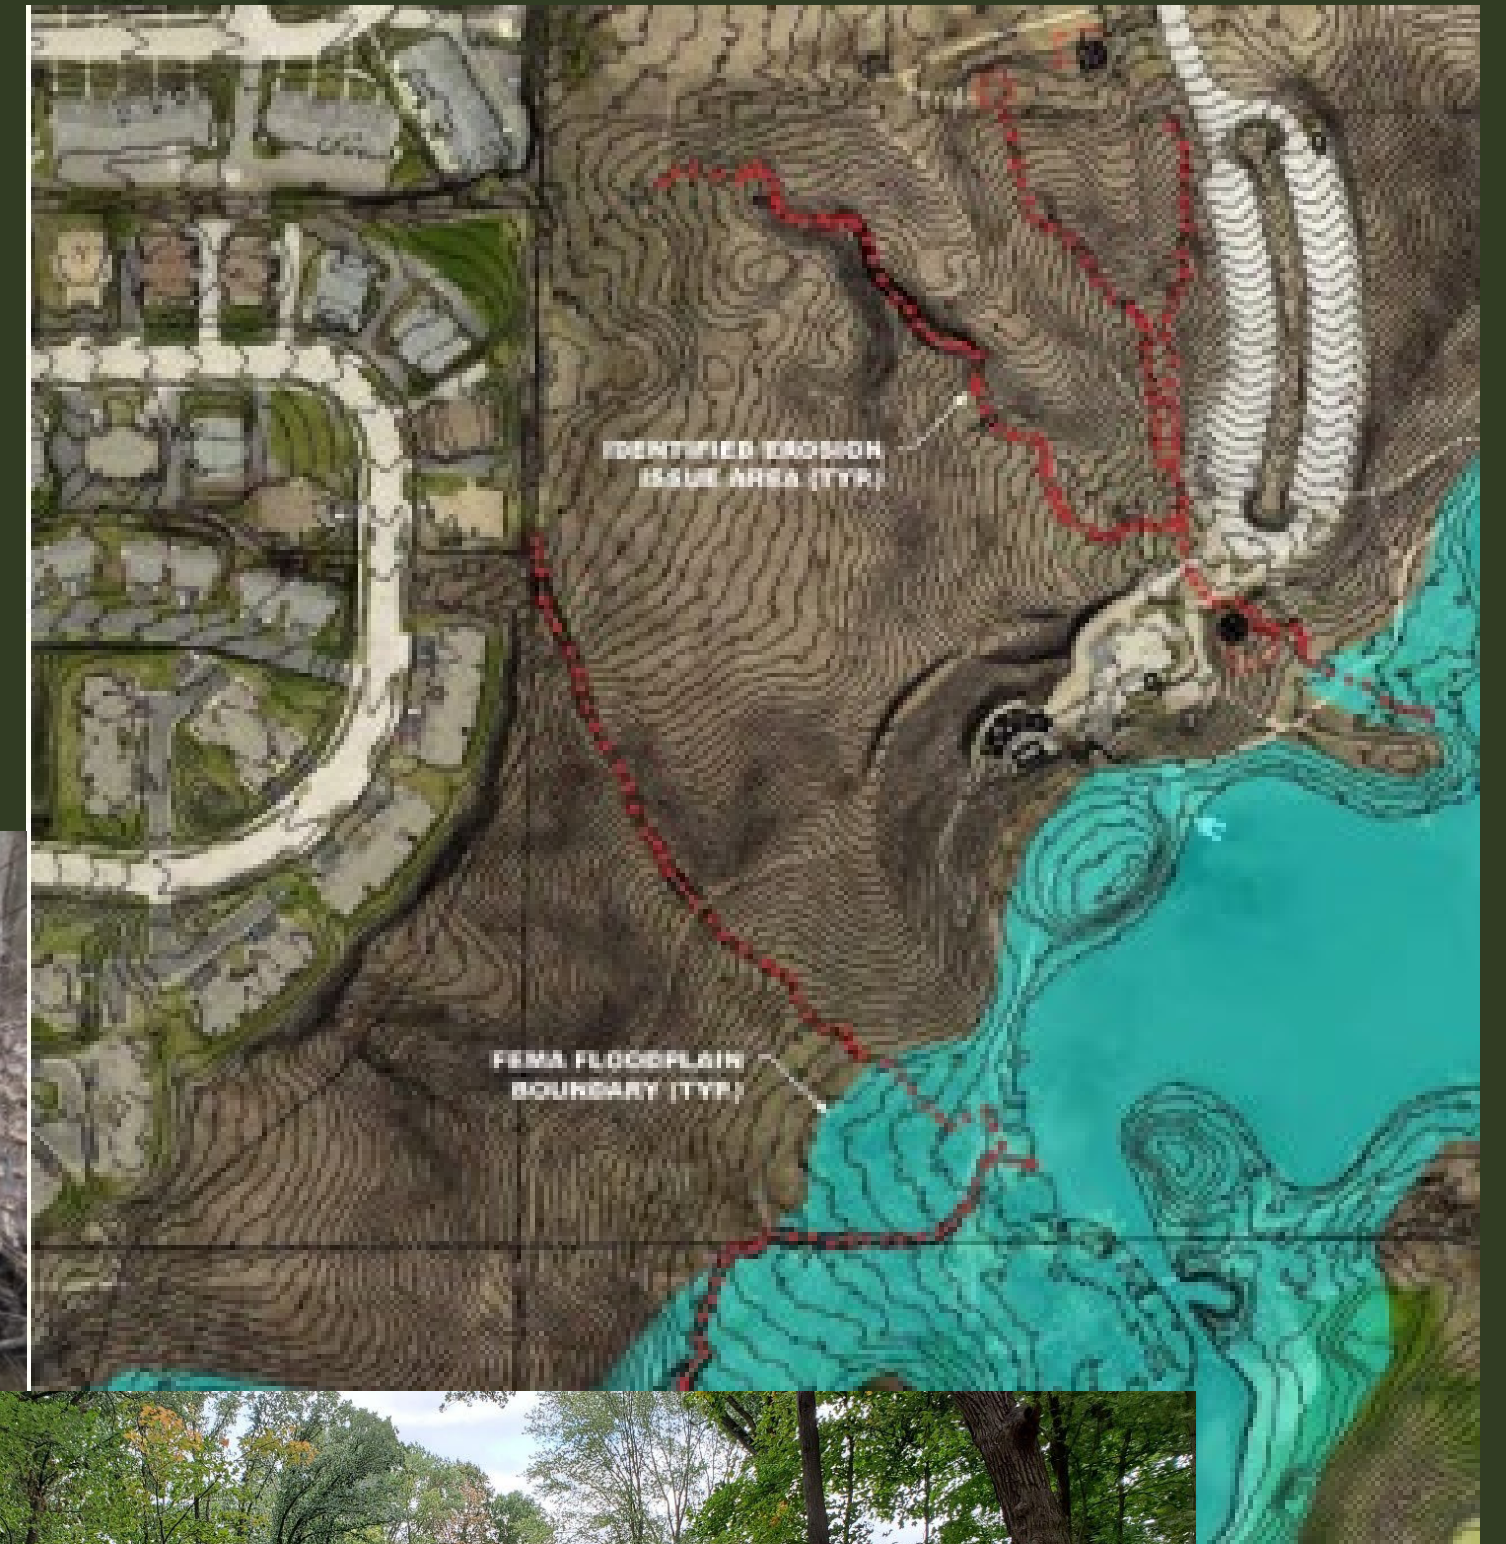 IDENTIFIED EROSION
ISSUE AREA (TYP.)
FEMA FLOODPLAIN
BOUNDARY (TYP.)